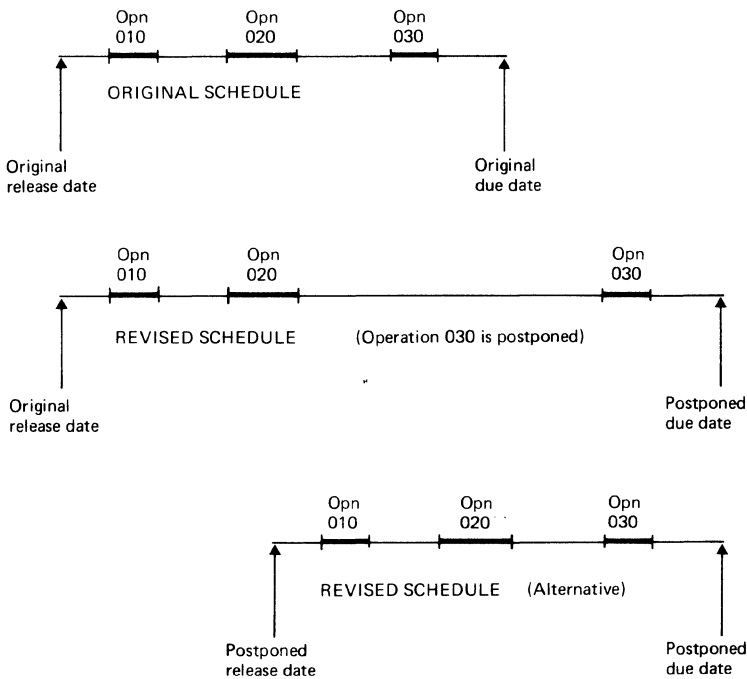 Opn Opn Opn
010 020 030
ORIGINAL SCHEDULE
Original
release date
Original
due date
Opn Opn Opn
010 020 030
REVISED SCHEDULE (Operation 030 is postponed)
Original
release date
Postponed
due date
Opn Opn Opn
010 020 030
REVISED SCHEDULE (Alternative)
Postponed
release date
Postponed
due date